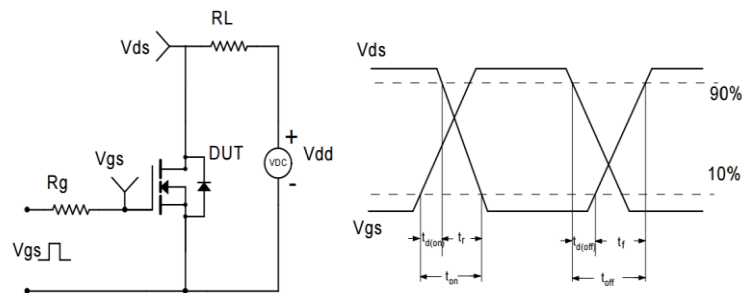 RL
Vds
+
Vdd
VDC
-
DUT
Vgs
Rg
Vgs
Vds
90%
10%
Vgs
td(on)
tr
td(off)
tf
ton
toff